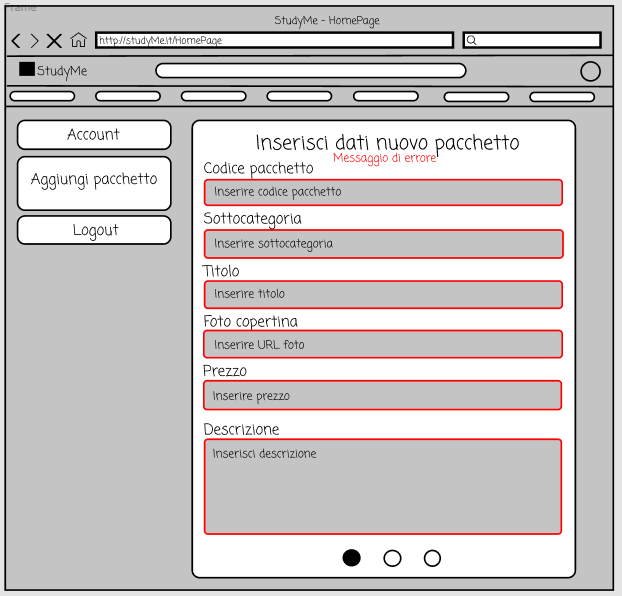 Frame
StudyMe - HomePage
http://studyMe.it/HomePage
StudyMe
Account
Aggiungi pacchetto
Logout
Inserisci dati nuovo pacchetto
Messaggio di errore
Codice pacchetto
Inserire codice pacchetto
Sottocategoria
Inserire sottocategoria
Titolo
Inserire titolo
Foto copertina
Inserire URL foto
Prezzo
Inserire prezzo
Descrizione
Inserisci descrizione